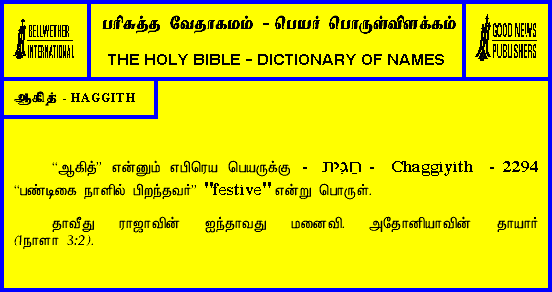 BELLWETHER
INTERNATIONAL
பரிசுத்த வேதாகமம் - பெயர் பொருள்விளக்கம்
THE HOLY BIBLE - DICTIONARY OF NAMES
GOOD NEWS
PUBLISHERS
ஆகித் - HAGGITH
“ஆகித்” என்னும் எபிரெய பெயருக்கு - חַגִּית - Chaggiyith - 2294
“பண்டிகை நாளில் பிறந்தவர்” "festive" என்று பொருள்.
தாவீது ராஜாவின் ஐந்தாவது மனைவி. அதோனியாவின் தாயார்
(1நாளா 3:2).